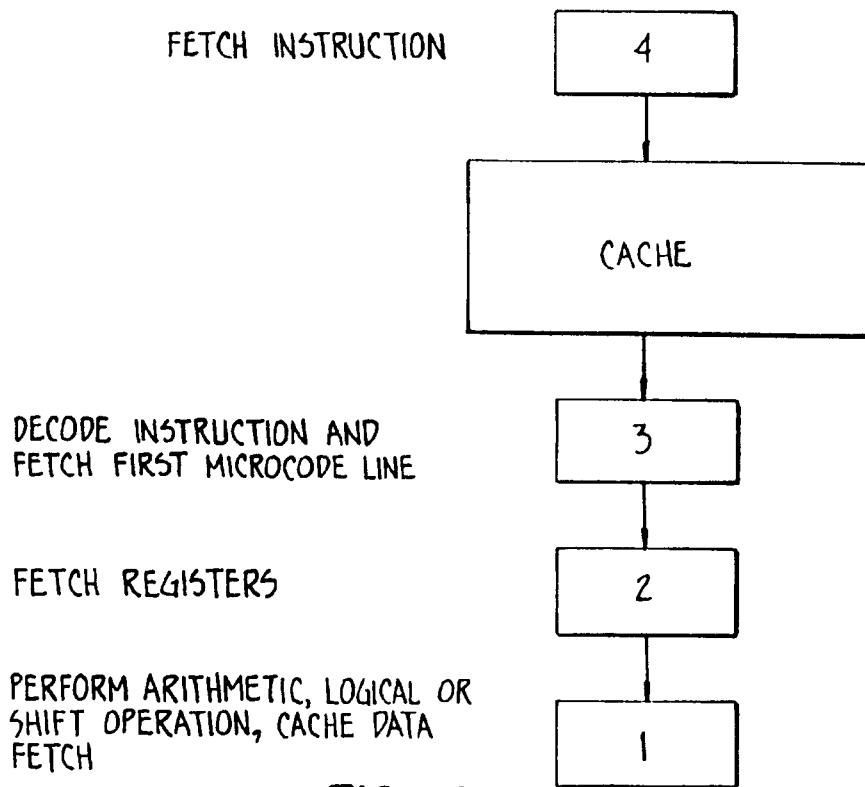 FETCH INSTRUCTION
4
CACHE
DECODE INSTRUCTION AND
FETCH FIRST MICROCODE LINE
3
FETCH REGISTERS
2
PERFORM ARITHMETIC, LOGICAL OR
SHIFT OPERATION, CACHE DATA
FETCH
1